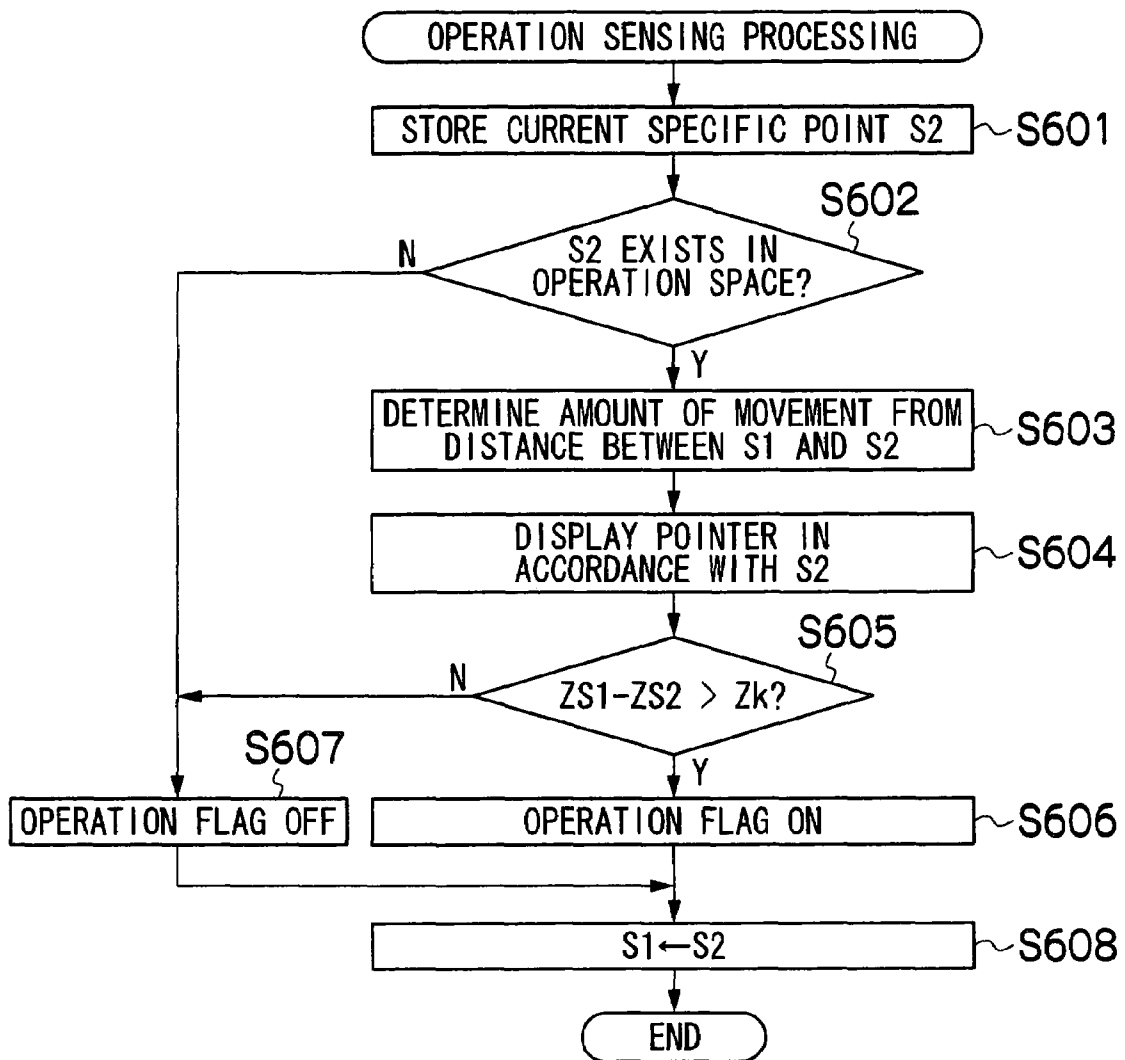 OPERATION SENSING PROCESSING
STORE CURRENT SPECIFIC POINT S2
S601
S602
S2 EXISTS IN
OPERATION SPACE?
N
Y
DETERMINE AMOUNT OF MOVEMENT FROM
DISTANCE BETWEEN S1 AND S2
S603
DISPLAY POINTER IN
ACCORDANCE WITH S2
S604
S605
ZS1-ZS2 > Zk?
N
Y
S607
OPERATION FLAG OFF
OPERATION FLAG ON
S606
S1←S2
S608
END